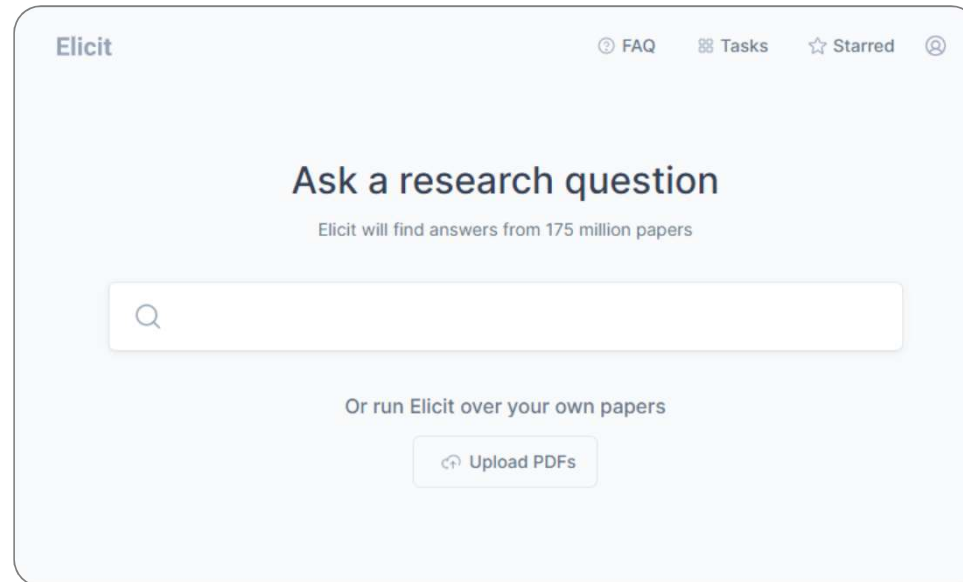 Elicit
FAQ Tasks Starred
Ask a research question
Elicit will find answers from 175 million papers
Or run Elicit over your own papers
Upload PDFs